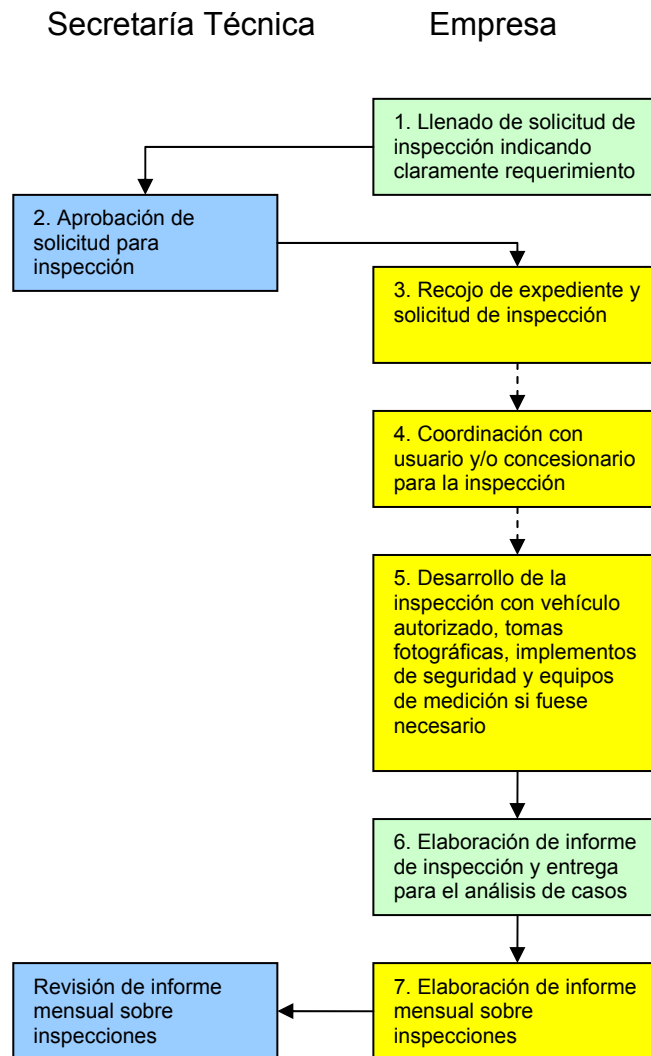 Secretaría Técnica
Empresa
1. Llenado de solicitud de
inspección indicando
claramente requerimiento
2. Aprobación de
solicitud para
inspección
3. Recojo de expediente y
solicitud de inspección
4. Coordinación con
usuario y/o concesionario
para la inspección
5. Desarrollo de la
inspección con vehículo
autorizado, tomas
fotográficas, implementos
de seguridad y equipos
de medición si fuese
necesario
6. Elaboración de informe
de inspección y entrega
para el análisis de casos
7. Elaboración de informe
mensual sobre
inspecciones
Revisión de informe
mensual sobre
inspecciones